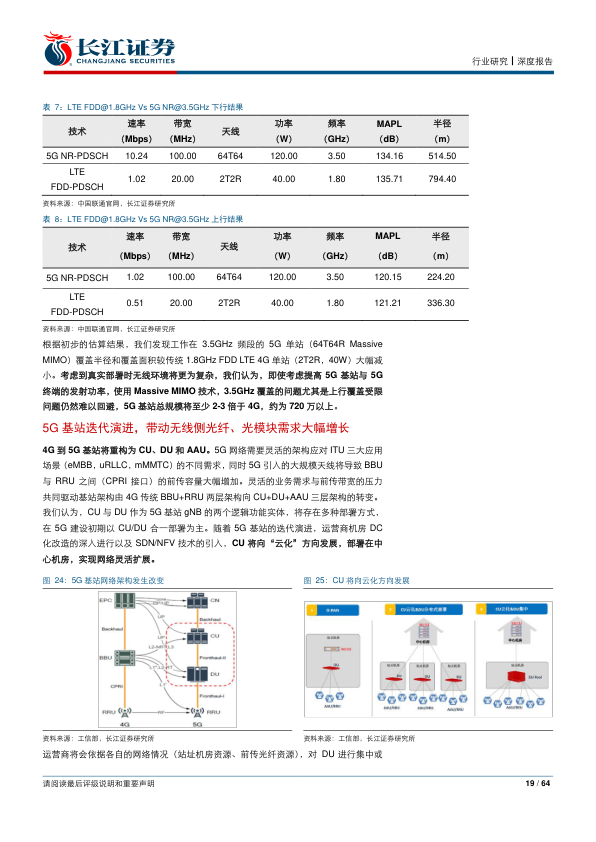 长江证券
CHANGJIANG SECURITIES
行业研究丨深度报告
表 7：LTE FDD@1.8GHz Vs 5G NR@3.5GHz 下行结果
技术 速率（Mbps） 带宽（MHz） 天线 功率（W） 频率（GHz） MAPL（dB） 半径（m）
5G NR-PDSCH 10.24 100.00 64T64 120.00 3.50 134.16 514.50
LTE FDD-PDSCH 1.02 20.00 2T2R 40.00 1.80 135.71 794.40
资料来源：中国联通官网，长江证券研究所
表 8：LTE FDD@1.8GHz Vs 5G NR@3.5GHz 上行结果
技术 速率（Mbps） 带宽（MHz） 天线 功率（W） 频率（GHz） MAPL（dB） 半径（m）
5G NR-PDSCH 1.02 100.00 64T64 120.00 3.50 120.15 224.20
LTE FDD-PDSCH 0.51 20.00 2T2R 40.00 1.80 121.21 336.30
资料来源：中国联通官网，长江证券研究所
根据初步的估算结果，我们发现工作在 3.5GHz 频段的 5G 单站（64T64R Massive
MIMO）覆盖半径和覆盖面积较传统 1.8GHz FDD LTE 4G 单站（2T2R，40W）大幅减
小。考虑到真实部署时无线环境将更为复杂，我们认为，即使考虑提高 5G 基站与 5G
终端的发射功率，使用 Massive MIMO 技术，3.5GHz 覆盖的问题尤其是上行覆盖受限
问题仍然难以回避，5G 基站总规模将至少 2-3 倍于 4G，约为 720 万以上。
5G 基站迭代演进，带动无线侧光纤、光模块需求大幅增长
4G 到 5G 基站将重构为 CU、DU 和 AAU。5G 网络需要灵活的架构应对 ITU 三大应用
场景（eMBB，uRLLC，mMMTC）的不同需求，同时 5G 引入的大规模天线将导致 BBU
与 RRU 之间（CPRI 接口）的前传容量大幅增加。灵活的业务需求与前传带宽的压力
共同驱动基站架构由 4G 传统 BBU+RRU 两层架构向 CU+DU+AAU 三层架构的转变。
我们认为，CU 与 DU 作为 5G 基站 gNB 的两个逻辑功能实体，将存在多种部署方式，
在 5G 建设初期以 CU/DU 合一部署为主。随着 5G 基站的迭代演进，运营商机房 DC
化改造的深入进行以及 SDN/NFV 技术的引入，CU 将向“云化”方向发展，部署在中
心机房，实现网络灵活扩展。
图 24：5G 基站网络架构发生改变
EPC
CN
Backhaul
Backhaul
CU
BBU
Fronthaul-II
DU
CPRI
Fronthaul-I
RRU
RRU
4G
5G
资料来源：工信部，长江证券研究所
图 25：CU 将向云化方向发展
资料来源：工信部，长江证券研究所
运营商将会依据各自的网络情况（站址机房资源、前传光纤资源），对 DU 进行集中或
请阅读最后评级说明和重要声明
19 / 64